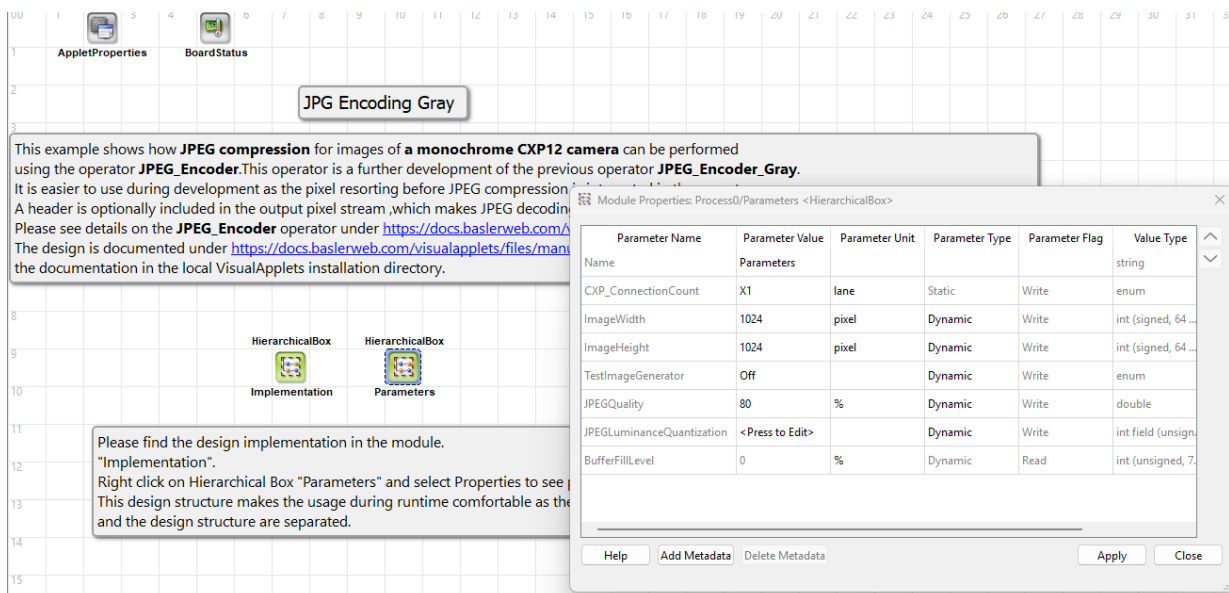 00 3 4 6 7 8 9 10 11 12 13 14 15 16 17 18 19 20 21 22 23 24 25 26 27 28 29 30 31
1
AppletProperties BoardStatus
2
JPG Encoding Gray
3
This example shows how JPEG compression for images of a monochrome CXP12 camera can be performed
using the operator JPEG_Encoder.This operator is a further development of the previous operator JPEG_Encoder_Gray.
It is easier to use during development as the pixel resorting before JPEG compression
A header is optionally included in the output pixel stream ,which makes JPEG decoding
Please see details on the JPEG_Encoder operator under https://docs.baslerweb.com/
The design is documented under https://docs.baslerweb.com/visualapplets/files/manu
the documentation in the local VisualApplets installation directory.
8
HierarchicalBox HierarchicalBox
9
10
Implementation Parameters
11
Please find the design implementation in the module.
12
"Implementation".
Right click on Hierarchical Box "Parameters" and select Properties to see
13
This design structure makes the usage during runtime comfortable as the
and the design structure are separated.
14
15
Module Properties: Process0/Parameters <HierarchicalBox>
Parameter Name Parameter Value Parameter Unit Parameter Type Parameter Flag Value Type
Name Parameters string
CXP_ConnectionCount X1 lane Static Write enum
ImageWidth 1024 pixel Dynamic Write int (signed, 64 ...
ImageHeight 1024 pixel Dynamic Write int (signed, 64 ...
TestImageGenerator Off Dynamic Write enum
JPEGQuality 80 % Dynamic Write double
JPEGLuminanceQuantization <Press to Edit> Dynamic Write int field (unsign.
BufferFillLevel 0 % Dynamic Read int (unsigned, 7.
Help Add Metadata Delete Metadata Apply Close